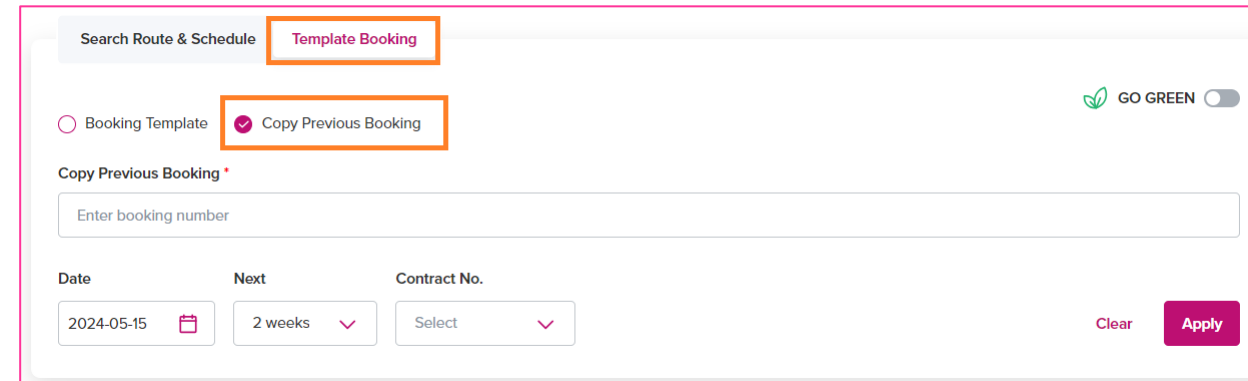 Search Route & Schedule Template Booking
GO GREEN
Booking Template Copy Previous Booking
Copy Previous Booking *
Enter booking number
Date Next Contract No.
2024-05-15 2 weeks Select Clear Apply